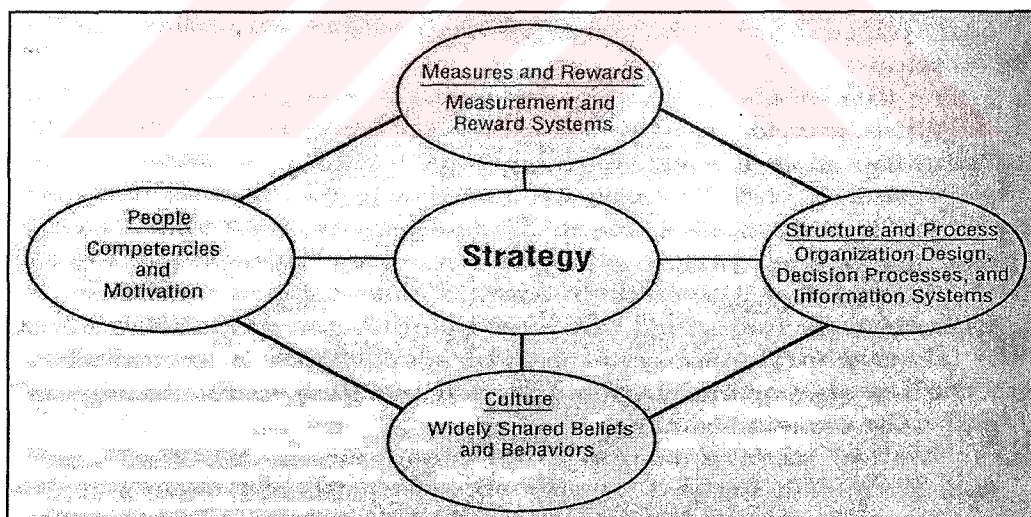 Measures and Rewards
Measurement and
Reward Systems
People
Competencies
and
Motivation
Strategy
Structure and Process
Organization Design,
Decision Processes, and
Information Systems
Culture
Widely Shared Beliefs
and Behaviors